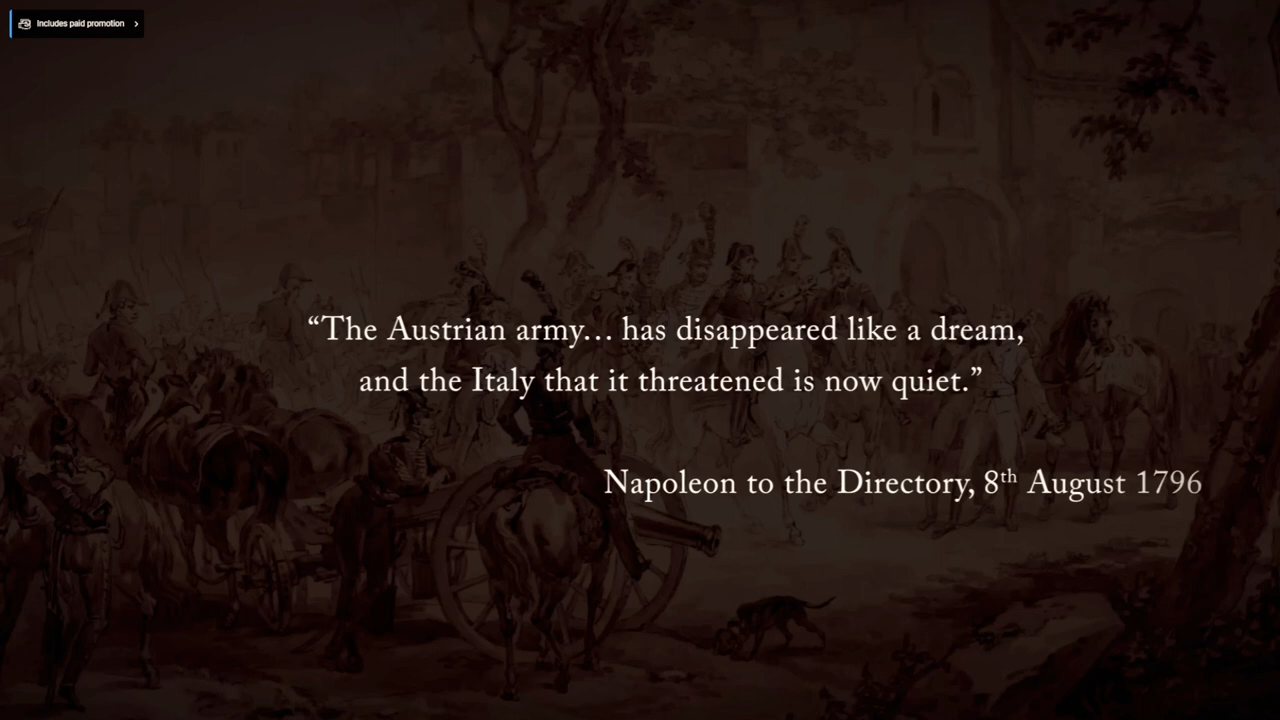 Includes paid promotion
“The Austrian army... has disappeared like a dream,
and the Italy that it threatened is now quiet.”
Napoleon to the Directory, 8th August 1796